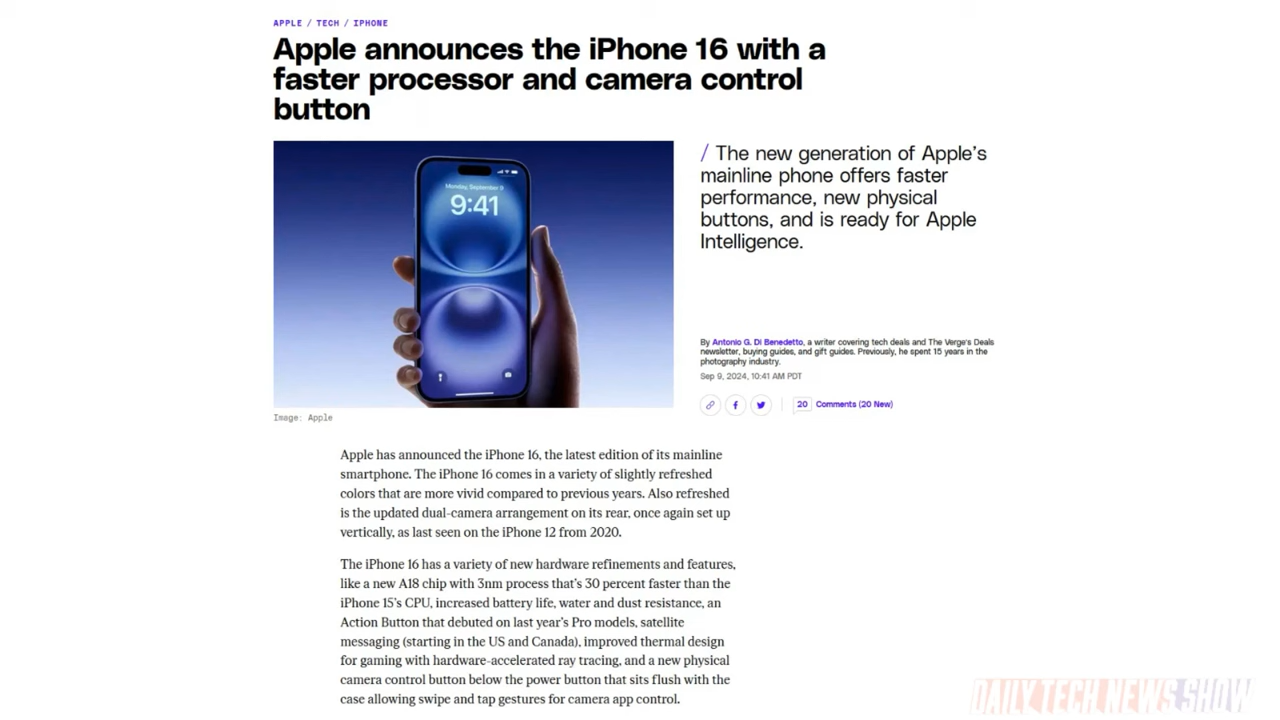 APPLE / TECH / IPHONE
Apple announces the iPhone 16 with a
faster processor and camera control
button
Monday, September 9
9:41
/ The new generation of Apple’s
mainline phone offers faster
performance, new physical
buttons, and is ready for Apple
Intelligence.
By Antonio G. Di Benedetto, a writer covering tech deals and The Verge's Deals
newsletter, buying guides, and gift guides. Previously, he spent 15 years in the
photography industry.
Sep 9, 2024, 10:41 AM PDT
20 Comments (20 New)
Image: Apple
Apple has announced the iPhone 16, the latest edition of its mainline
smartphone. The iPhone 16 comes in a variety of slightly refreshed
colors that are more vivid compared to previous years. Also refreshed
is the updated dual-camera arrangement on its rear, once again set up
vertically, as last seen on the iPhone 12 from 2020.
The iPhone 16 has a variety of new hardware refinements and features,
like a new A18 chip with 3nm process that’s 30 percent faster than the
iPhone 15’s CPU, increased battery life, water and dust resistance, an
Action Button that debuted on last year’s Pro models, satellite
messaging (starting in the US and Canada), improved thermal design
for gaming with hardware-accelerated ray tracing, and a new physical
camera control button below the power button that sits flush with the
case allowing swipe and tap gestures for camera app control.
DAILY TECH NEWS SHOW